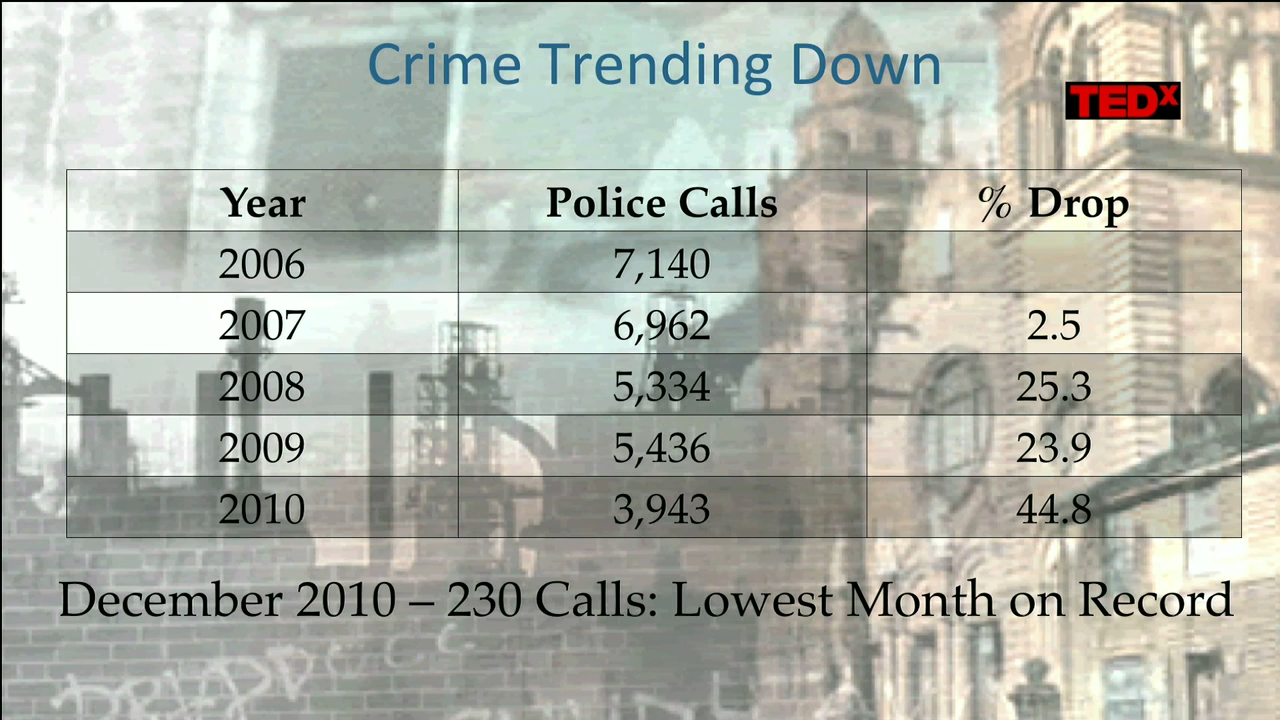 Crime Trending Down
TEDx
Year Police Calls % Drop
2006 7,140
2007 6,962 2.5
2008 5,334 25.3
2009 5,436 23.9
2010 3,943 44.8
December 2010 – 230 Calls: Lowest Month on Record